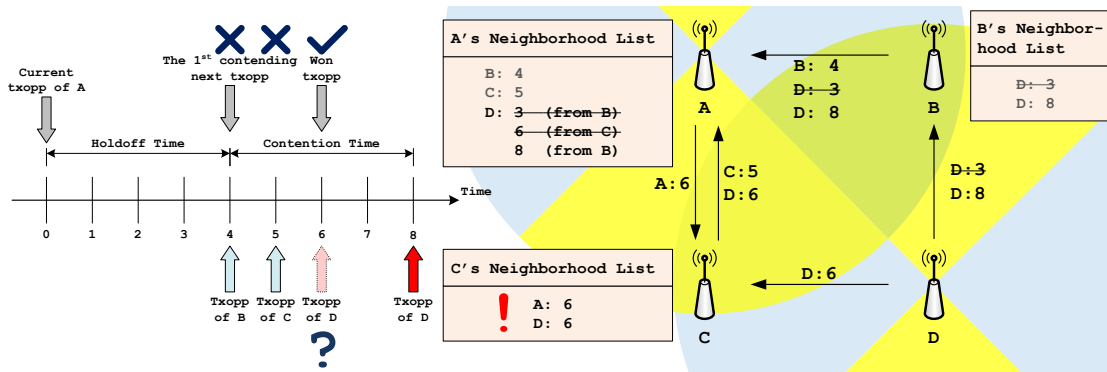 Current
txopp of A
The 1st contending
next txopp
Won
txopp
Holdoff Time
Contention Time
Time
0 1 2 3 4 5 6 7 8
Txopp
of B
Txopp
of C
Txopp
of D
Txopp
of D
?
A's Neighborhood List
B: 4
C: 5
D: 3 (from B)
6 (from C)
8 (from B)
A
B: 4
D: 3
D: 8
B
B's Neighbor-
hood List
D: 3
D: 8
A:6
C:5
D:6
D:3
D:8
C's Neighborhood List
! A: 6
D: 6
C
D:6
D